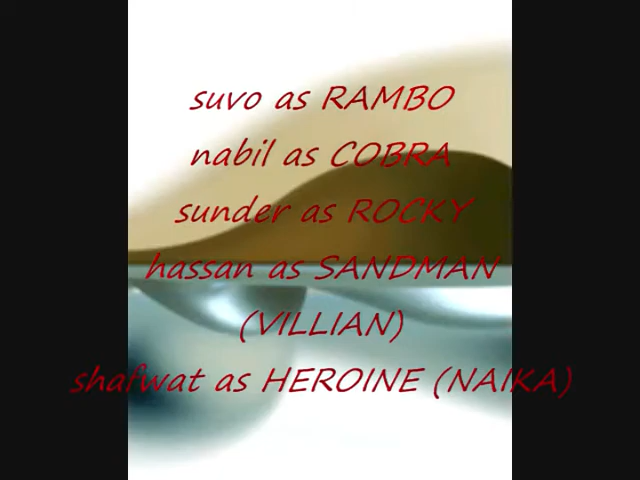 suvo as RAMBO
nabil as COBRA
sunder as ROCKY
hassan as SANDMAN
(VILLIAN)
shafwat as HEROINE (NAIKA)